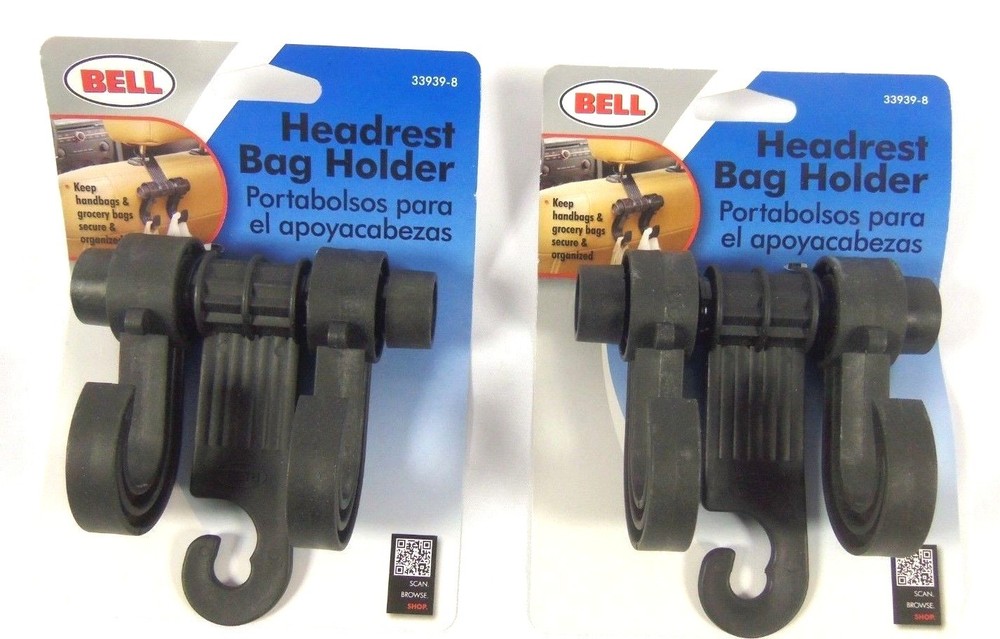 BELL
33939-8
Headrest
Bag Holder
Portabolsos para
el apoyacabezas
Keep
handbags &
grocery bags
secure &
organized
SCAN.
BROWSE.
SHOP.
BELL
33939-8
Headrest
Bag Holder
Portabolsos para
el apoyacabezas
Keep
handbags &
grocery bags
secure &
organized
SCAN.
BROWSE.
SHOP.